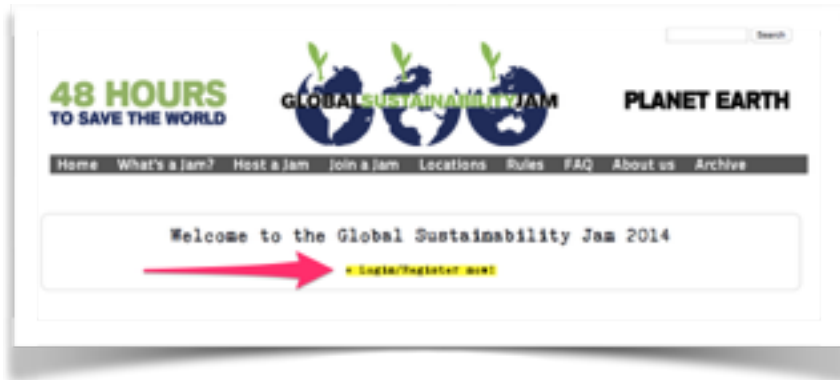 Search
48 HOURS
TO SAVE THE WORLD
GLOBALSUSTAINABILITYJAM
PLANET EARTH
Home What's a Jam? Host a Jam Join a Jam Locations Rules FAQ About us Archive
Welcome to the Global Sustainability Jam 2014
Login/Register now!